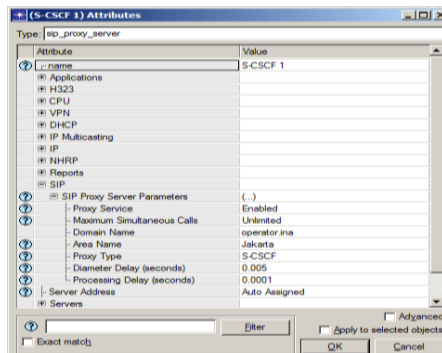 (S-CSCF 1) Attributes
Type: sip_proxy_server
Attribute Value
name S-CSCF 1
Applications
H323
CPU
VPN
DHCP
IP Multicasting
IP
NHRP
Reports
SIP
SIP Proxy Server Parameters (...)
Proxy Service Enabled
Maximum Simultaneous Calls Unlimited
Domain Name operator.ina
Area Name Jakarta
Proxy Type S-CSCF
Diameter Delay (seconds) 0.005
Processing Delay (seconds) 0.0001
Server Address Auto Assigned
Servers
Advanced
Filter Apply to selected objects
Exact match OK Cancel